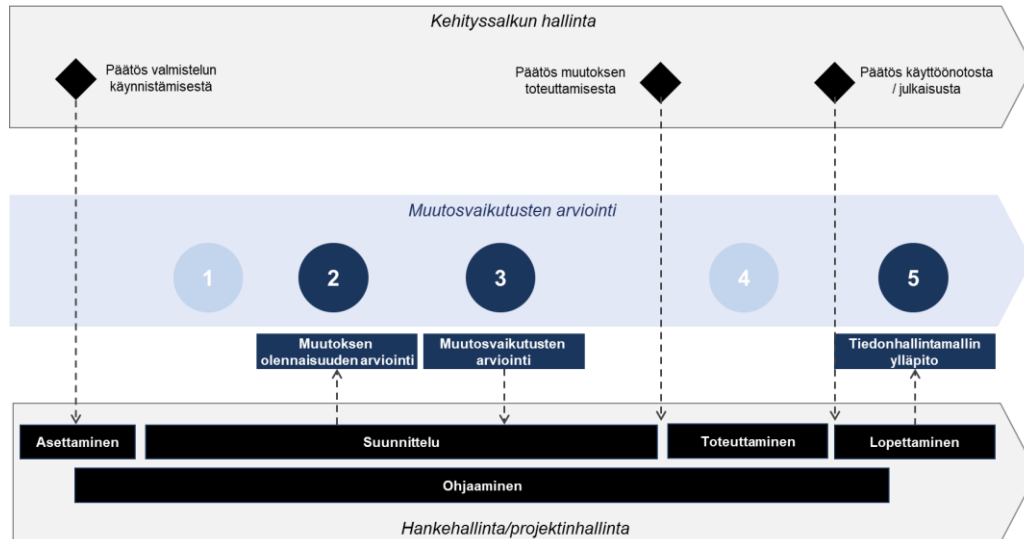 Kehityssalkun hallinta
Päätös valmistelun
käynnistämisestä
Päätös muutoksen
toteuttamisesta
Päätös käyttöönotosta
/ julkaisusta
Muutosvaikutusten arviointi
1
2
3
4
5
Muutoksen
olennaisuuden arviointi
Muutosvaikutusten
arviointi
Tiedonhallintamallin
ylläpito
Asettaminen
Suunnittelu
Toteuttaminen
Lopettaminen
Ohjaaminen
Hankehallinta/projektinhallinta